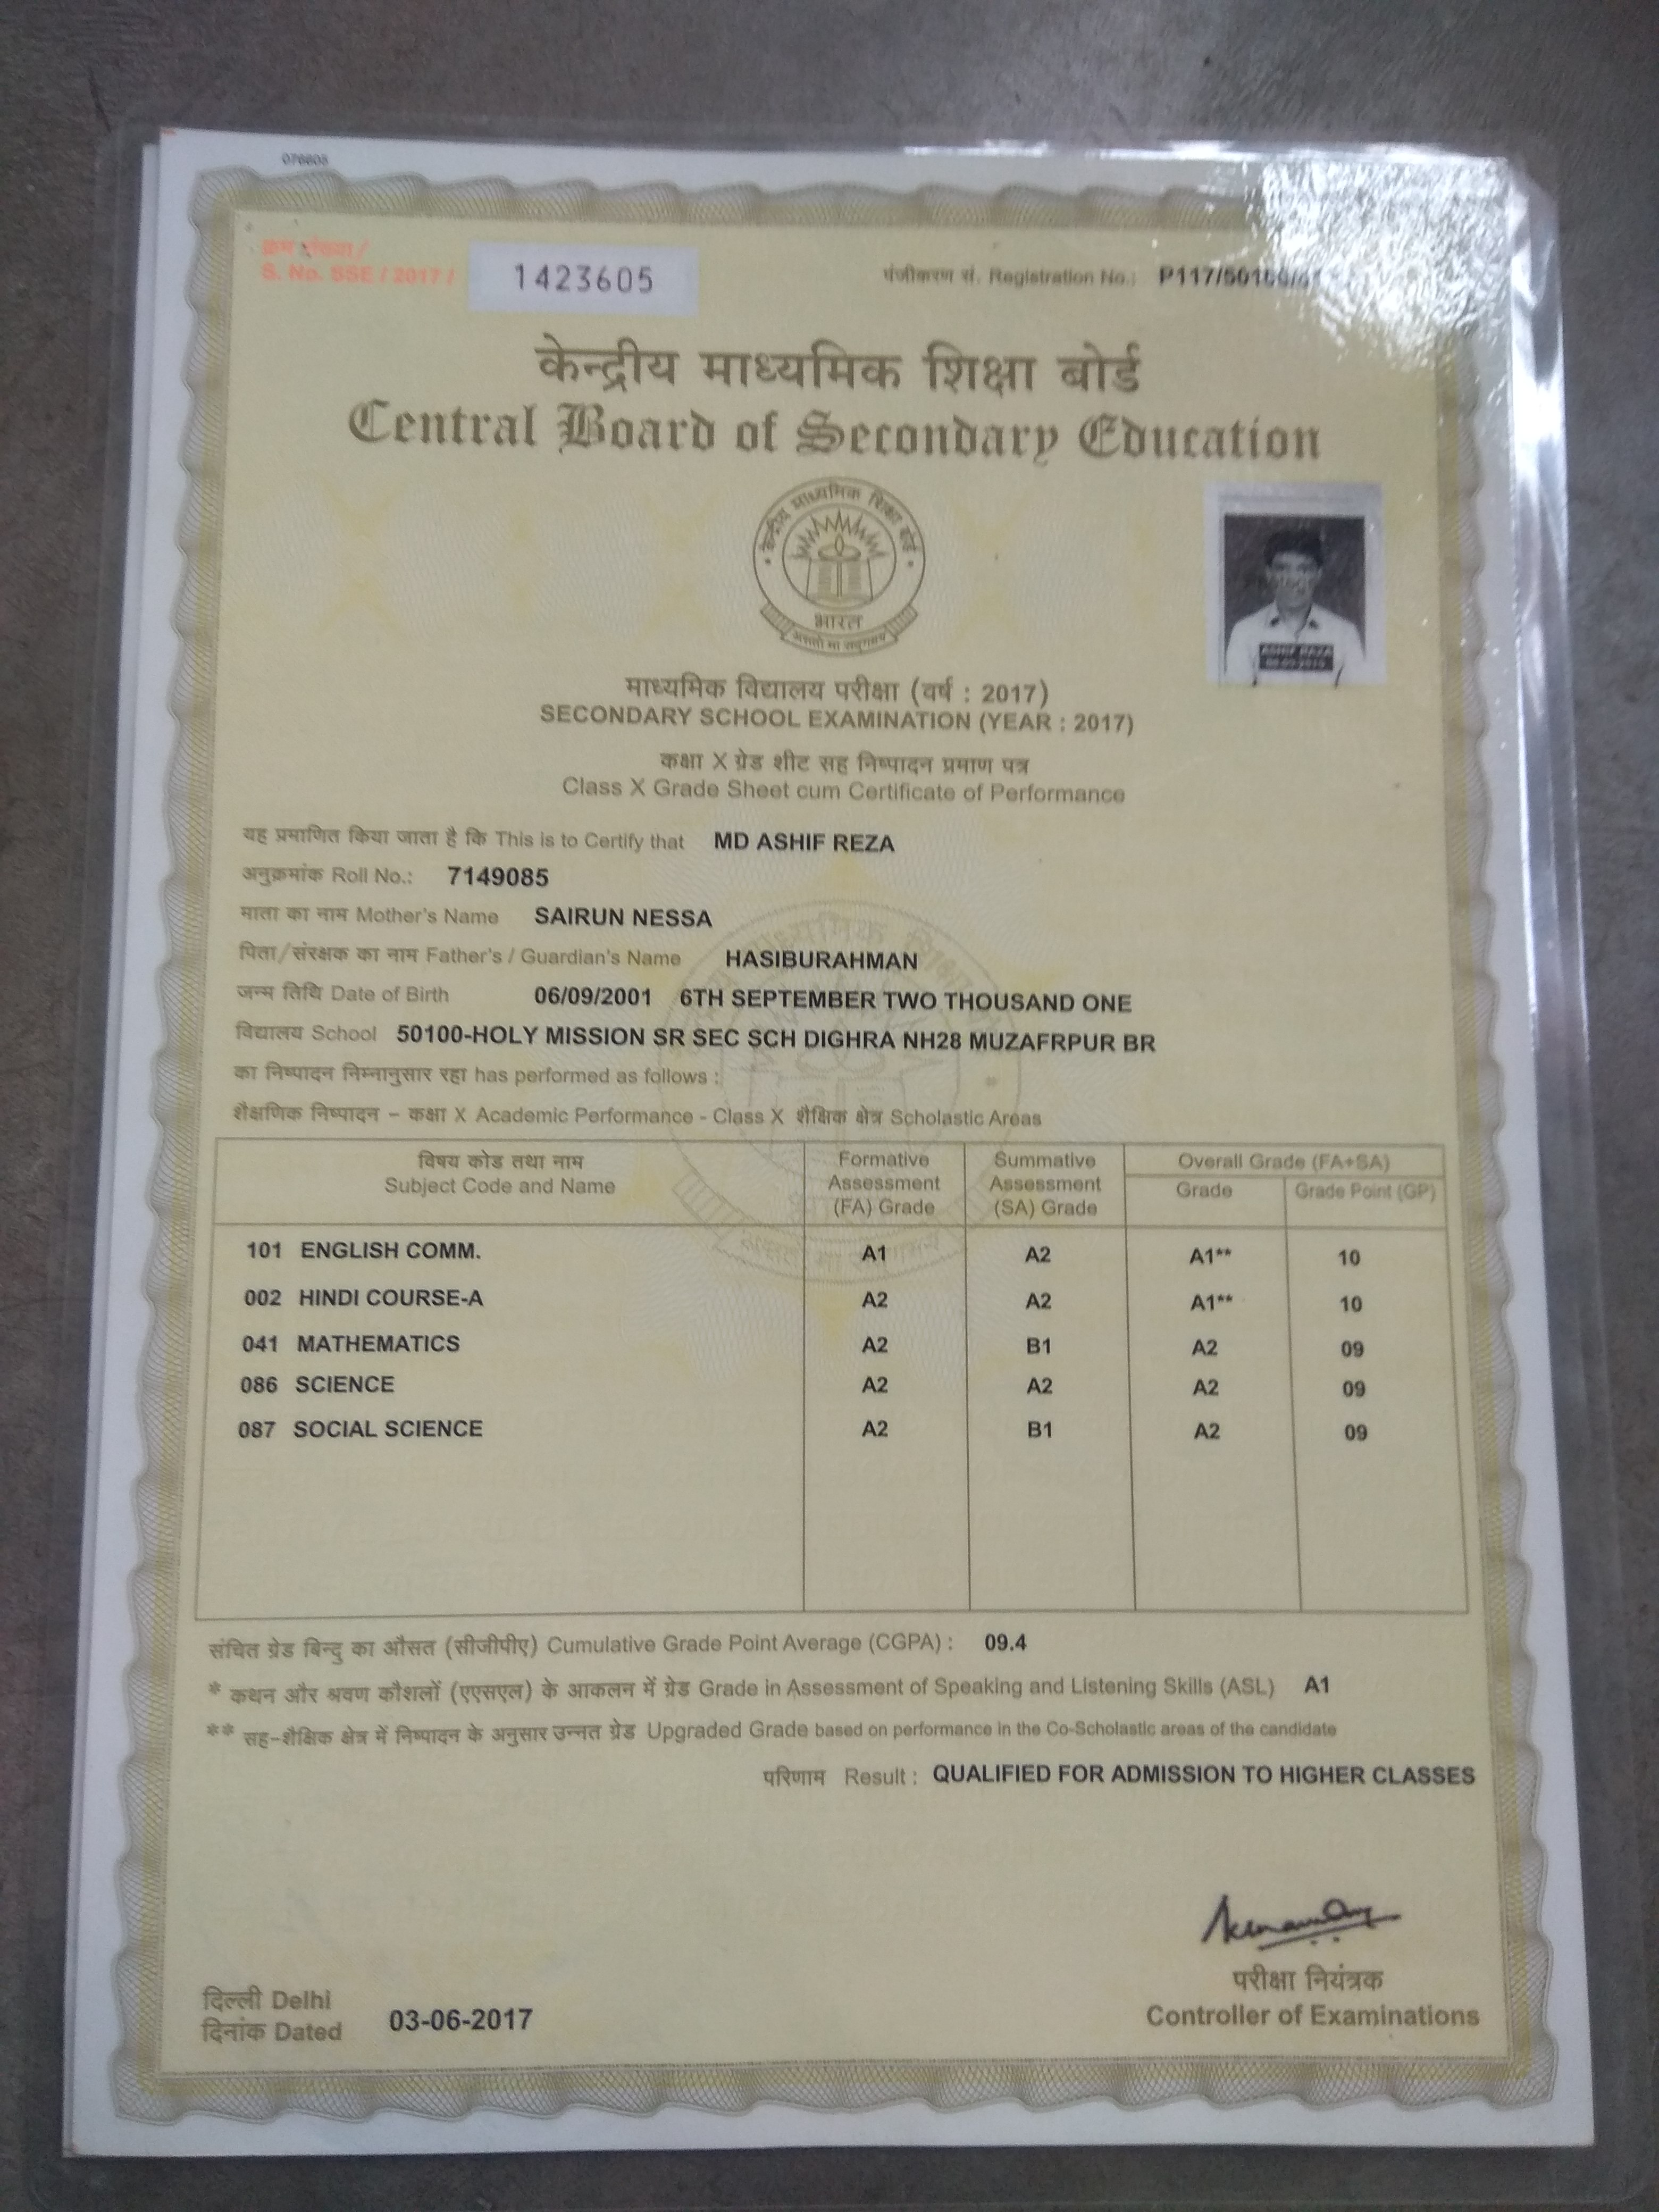 076605
क्रम संख्या /
S. No. SSE / 2017 / 1423605
पंजीकरण सं. Registration No.:
केन्द्रीय माध्यमिक शिक्षा बोर्ड
Central Board of Secondary Education
केन्द्रीय माध्यमिक शिक्षा बोर्ड
भारत
असतो मा सद्गमय
ASHIF RAZA
माध्यमिक विद्यालय परीक्षा (वर्ष : 2017)
SECONDARY SCHOOL EXAMINATION (YEAR : 2017)
कक्षा X ग्रेड शीट सह निष्पादन प्रमाण पत्र
Class X Grade Sheet cum Certificate of Performance
यह प्रमाणित किया जाता है कि This is to Certify that MD ASHIF REZA
अनुक्रमांक Roll No.: 7149085
माता का नाम Mother's Name SAIRUN NESSA
पिता/संरक्षक का नाम Father's / Guardian's Name HASIBURAHMAN
जन्म तिथि Date of Birth 06/09/2001 6TH SEPTEMBER TWO THOUSAND ONE
विद्यालय School 50100-HOLY MISSION SR SEC SCH DIGHRA NH28 MUZAFRPUR BR
का निष्पादन निम्नानुसार रहा has performed as follows :
शैक्षणिक निष्पादन – कक्षा X Academic Performance - Class X शैक्षिक क्षेत्र Scholastic Areas
विषय कोड तथा नाम
Subject Code and Name
Formative
Assessment
(FA) Grade
Summative
Assessment
(SA) Grade
Overall Grade (FA+SA)
Grade Grade Point (GP)
101 ENGLISH COMM. A1 A2 A1** 10
002 HINDI COURSE-A A2 A2 A1** 10
041 MATHEMATICS A2 B1 A2 09
086 SCIENCE A2 A2 A2 09
087 SOCIAL SCIENCE A2 B1 A2 09
संचित ग्रेड बिन्दु का औसत (सीजीपीए) Cumulative Grade Point Average (CGPA) : 09.4
* कथन और श्रवण कौशलों (एएसएल) के आकलन में ग्रेड Grade in Assessment of Speaking and Listening Skills (ASL) A1
** सह-शैक्षिक क्षेत्र में निष्पादन के अनुसार उन्नत ग्रेड Upgraded Grade based on performance in the Co-Scholastic areas of the candidate
परिणाम Result : QUALIFIED FOR ADMISSION TO HIGHER CLASSES
परीक्षा नियंत्रक
Controller of Examinations
दिल्ली Delhi
दिनांक Dated 03-06-2017